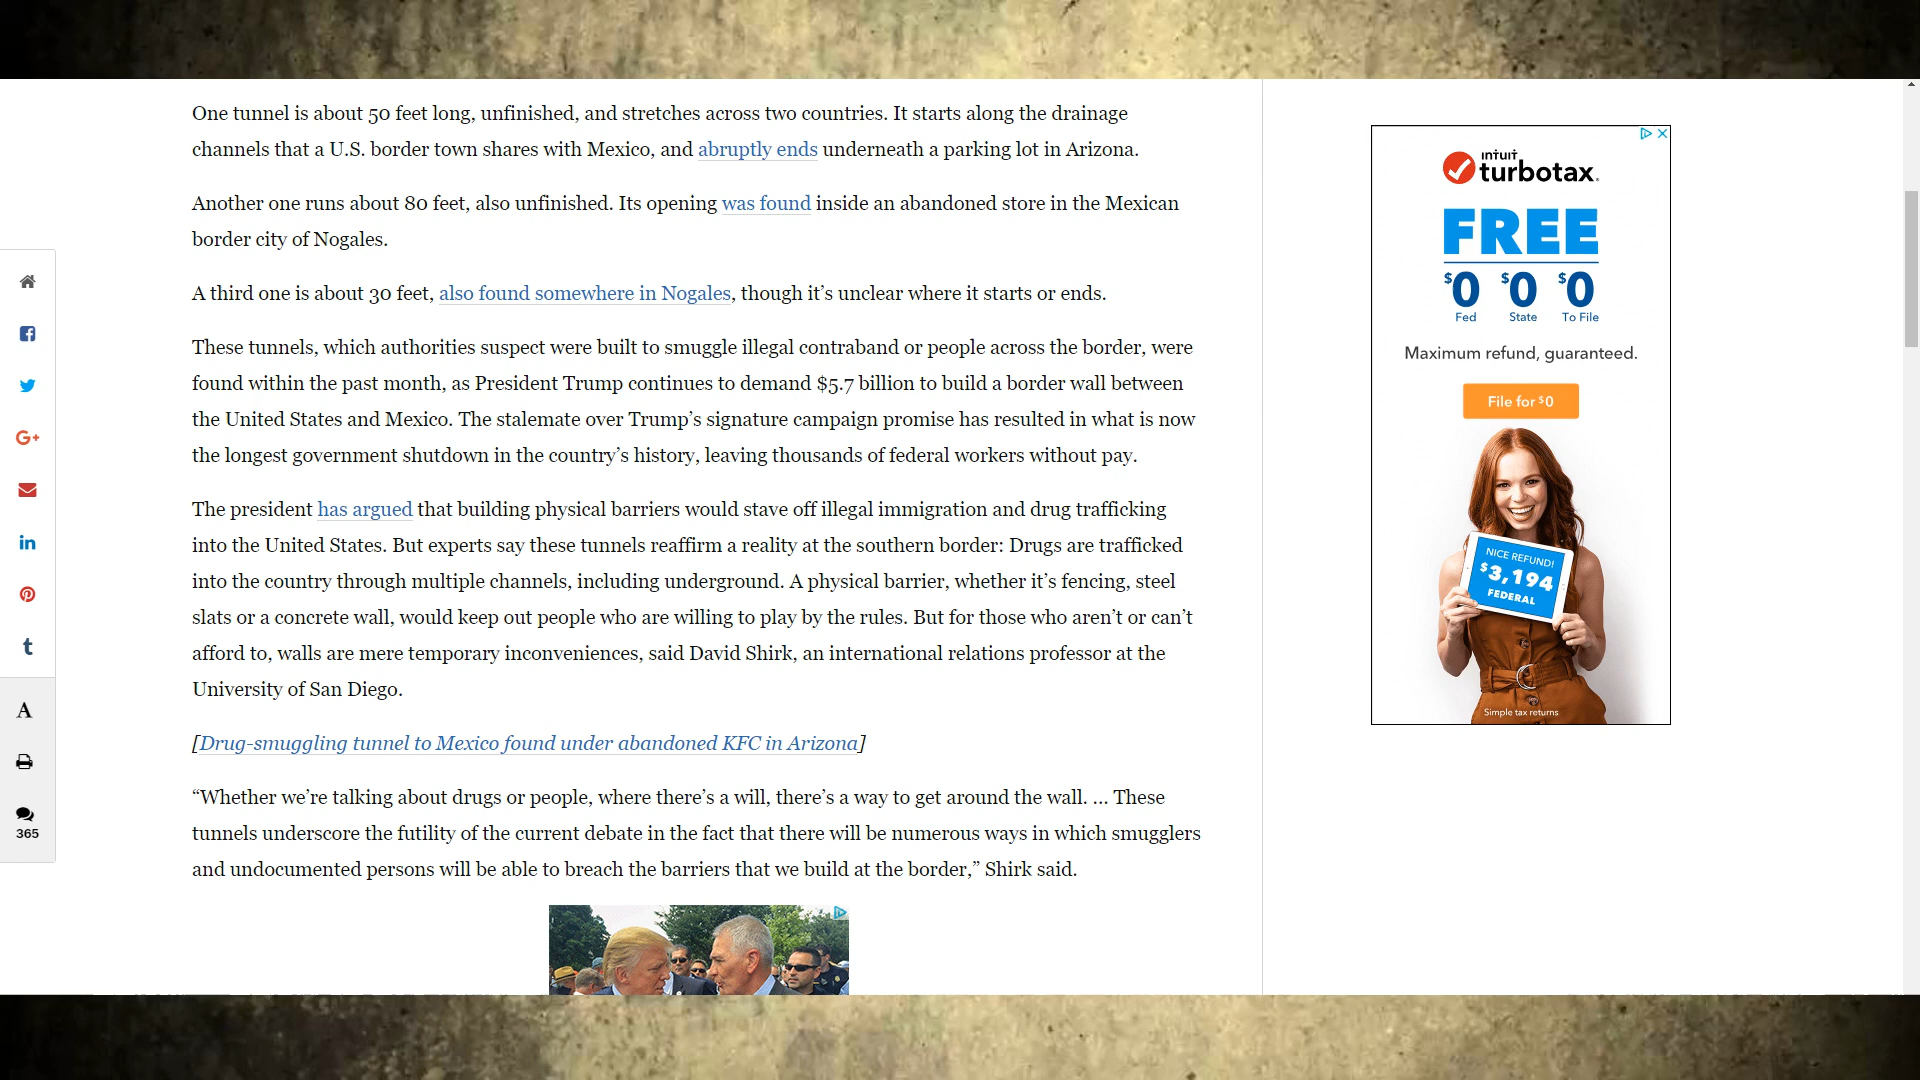 One tunnel is about 50 feet long, unfinished, and stretches across two countries. It starts along the drainage
channels that a U.S. border town shares with Mexico, and abruptly ends underneath a parking lot in Arizona.
Another one runs about 80 feet, also unfinished. Its opening was found inside an abandoned store in the Mexican
border city of Nogales.
A third one is about 30 feet, also found somewhere in Nogales, though it’s unclear where it starts or ends.
These tunnels, which authorities suspect were built to smuggle illegal contraband or people across the border, were
found within the past month, as President Trump continues to demand $5.7 billion to build a border wall between
the United States and Mexico. The stalemate over Trump’s signature campaign promise has resulted in what is now
the longest government shutdown in the country’s history, leaving thousands of federal workers without pay.
The president has argued that building physical barriers would stave off illegal immigration and drug trafficking
into the United States. But experts say these tunnels reaffirm a reality at the southern border: Drugs are trafficked
into the country through multiple channels, including underground. A physical barrier, whether it’s fencing, steel
slats or a concrete wall, would keep out people who are willing to play by the rules. But for those who aren’t or can’t
afford to, walls are mere temporary inconveniences, said David Shirk, an international relations professor at the
University of San Diego.
[Drug-smuggling tunnel to Mexico found under abandoned KFC in Arizona]
“Whether we’re talking about drugs or people, where there’s a will, there’s a way to get around the wall. ... These
tunnels underscore the futility of the current debate in the fact that there will be numerous ways in which smugglers
and undocumented persons will be able to breach the barriers that we build at the border,” Shirk said.
G+
in
t
A
365
intuit
turbotax.
FREE
$0 $0 $0
Fed State To File
Maximum refund, guaranteed.
File for $0
NICE REFUND!
$3,194
FEDERAL
Simple tax returns